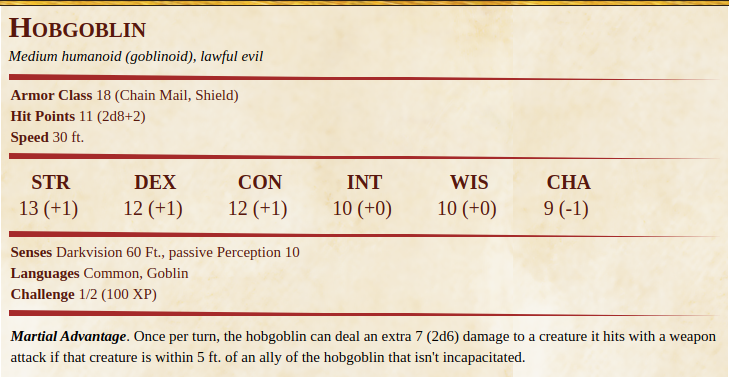 HOBGOBLIN
Medium humanoid (goblinoid), lawful evil
Armor Class 18 (Chain Mail, Shield)
Hit Points 11 (2d8+2)
Speed 30 ft.
STR DEX CON INT WIS CHA
13 (+1) 12 (+1) 12 (+1) 10 (+0) 10 (+0) 9 (-1)
Senses Darkvision 60 Ft., passive Perception 10
Languages Common, Goblin
Challenge 1/2 (100 XP)
Martial Advantage. Once per turn, the hobgoblin can deal an extra 7 (2d6) damage to a creature it hits with a weapon
attack if that creature is within 5 ft. of an ally of the hobgoblin that isn't incapacitated.